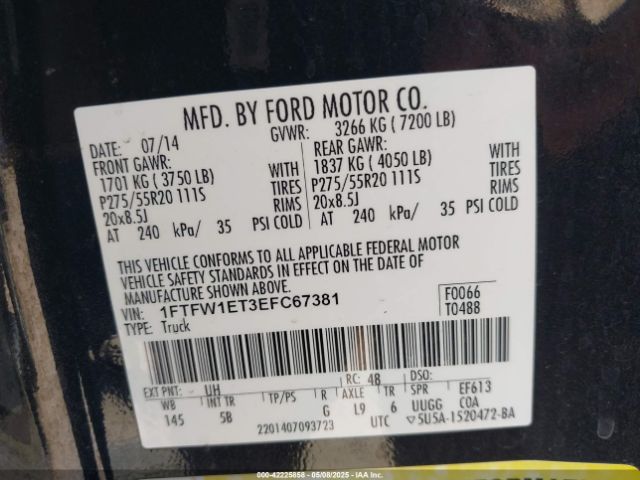 MFD. BY FORD MOTOR CO.
DATE: 07/14 GVWR: 3266 KG ( 7200 LB)
FRONT GAWR: REAR GAWR:
1701 KG ( 3750 LB) WITH 1837 KG ( 4050 LB) WITH
P275/55R20 111S TIRES P275/55R20 111S TIRES
20x8.5J RIMS 20x8.5J RIMS
AT 240 kPa/ 35 PSI COLD AT 240 kPa/ 35 PSI COLD
THIS VEHICLE CONFORMS TO ALL APPLICABLE FEDERAL MOTOR
VEHICLE SAFETY STANDARDS IN EFFECT ON THE DATE OF
MANUFACTURE SHOWN ABOVE.
VIN: 1FTFW1ET3EFC67381 F0066
TYPE: Truck T0488
EXT PNT: UH RC: 48 DSO:
WB INT TR TP/PS R AXLE TR SPR EF613
145 5B G L9 6 UUGG COA
2201407093723 UTC 5U5A-1520472-BA
000-42225858 - 05/08/2025 - IAA Inc.